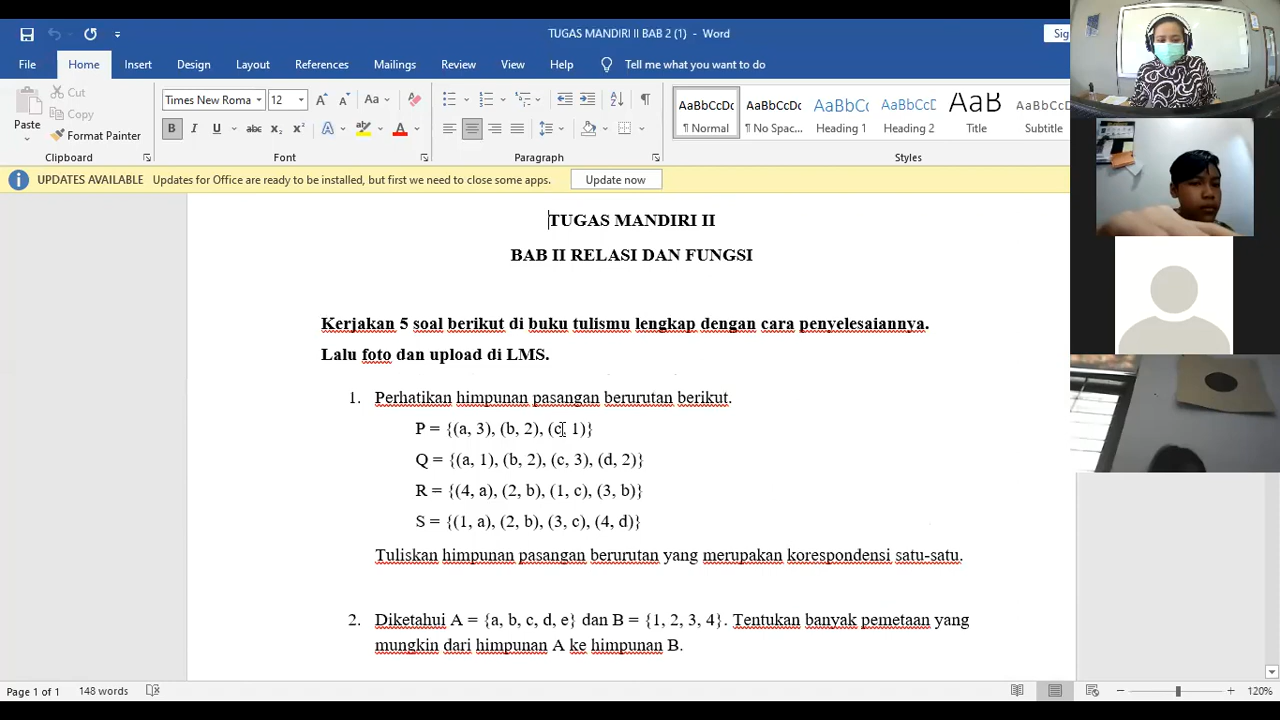 TUGAS MANDIRI II BAB 2 (1) - Word
Sig
File Home Insert Design Layout References Mailings Review View Help Tell me what you want to do
Paste
Cut
Copy
Format Painter
Clipboard
Times New Roma 12
Font
Paragraph
AaBbCcDc AaBbCcDc AaBbCc AaBbCcD AaB AaBbCcD
¶ Normal ¶ No Spac... Heading 1 Heading 2 Title Subtitle
Styles
UPDATES AVAILABLE Updates for Office are ready to be installed, but first we need to close some apps. Update now
TUGAS MANDIRI II
BAB II RELASI DAN FUNGSI
Kerjakan 5 soal berikut di buku tulismu lengkap dengan cara penyelesaiannya.
Lalu foto dan upload di LMS.
1. Perhatikan himpunan pasangan berurutan berikut.
P = {(a, 3), (b, 2), (c, 1)}
Q = {(a, 1), (b, 2), (c, 3), (d, 2)}
R = {(4, a), (2, b), (1, c), (3, b)}
S = {(1, a), (2, b), (3, c), (4, d)}
Tuliskan himpunan pasangan berurutan yang merupakan korespondensi satu-satu.
2. Diketahui A = {a, b, c, d, e} dan B = {1, 2, 3, 4}. Tentukan banyak pemetaan yang
mungkin dari himpunan A ke himpunan B.
Page 1 of 1 148 words 120%